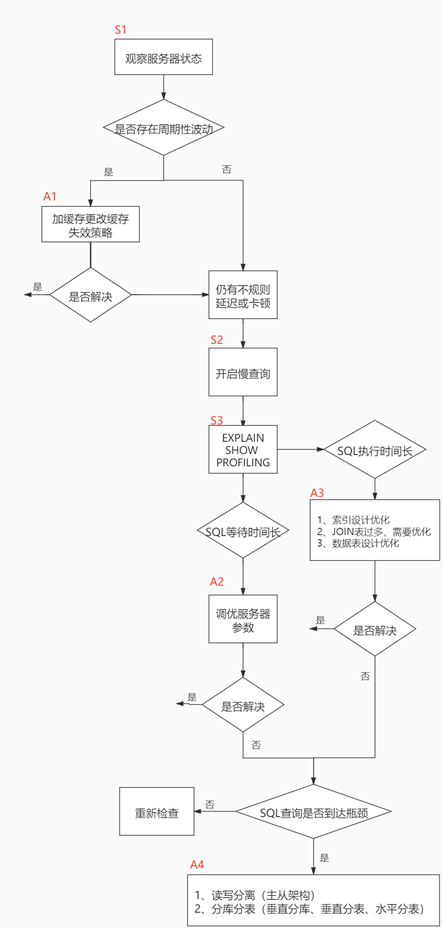 S1
观察服务器状态
是否存在周期性波动
是
否
A1
加缓存更改缓存
失效策略
是
是否解决
仍有不规则
延迟或卡顿
S2
开启慢查询
S3
EXPLAIN
SHOW
PROFILING
SQL执行时间长
A3
1、索引设计优化
2、JOIN表过多，需要优化
3、数据表设计优化
SQL等待时间长
A2
调优服务器
参数
是
是否解决
否
是
是否解决
否
SQL查询是否到达瓶颈
否
重新检查
是
A4
1、读写分离（主从架构）
2、分库分表（垂直分库、垂直分表、水平分表）